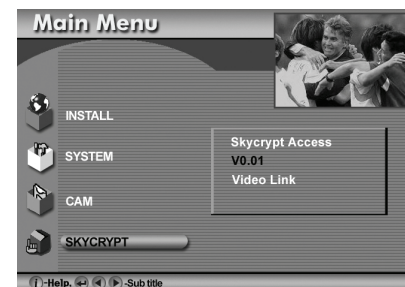 Main Menu
INSTALL
SYSTEM
CAM
SKYCRYPT
Skycrypt Access
V0.01
Video Link
i-Help, -Sub title